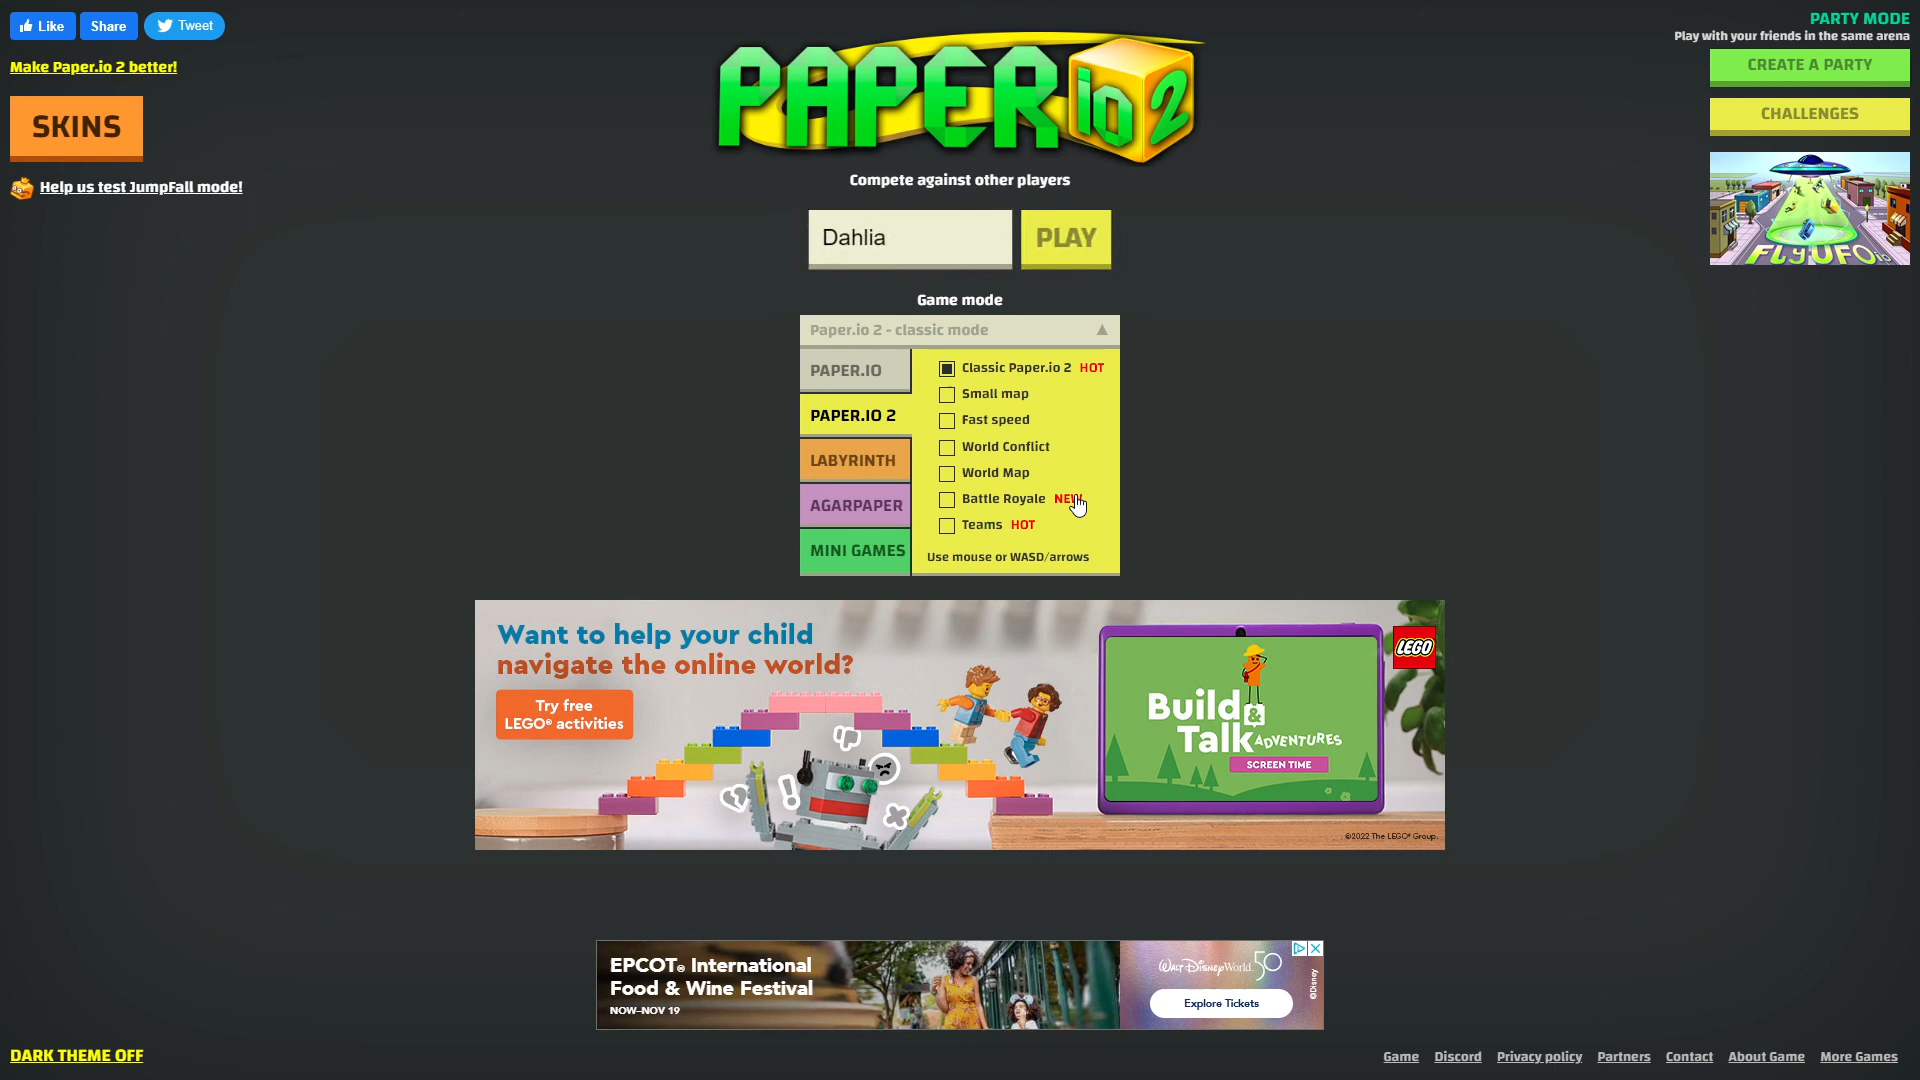 Like
Share
Tweet
Make Paper.io 2 better!
SKINS
Help us test JumpFall mode!
PAPER io 2
Compete against other players
Dahlia
PLAY
Game mode
Paper.io 2 - classic mode ▲
PAPER.IO
PAPER.IO 2
LABYRINTH
AGARPAPER
MINI GAMES
Classic Paper.io 2 HOT
Small map
Fast speed
World Conflict
World Map
Battle Royale NEW
Teams HOT
Use mouse or WASD/arrows
PARTY MODE
Play with your friends in the same arena
CREATE A PARTY
CHALLENGES
FlyUFO io
Want to help your child
navigate the online world?
Try free
LEGO® activities
LEGO
Build &
Talk ADVENTURES
SCREEN TIME
©2022 The LEGO® Group.
EPCOT® International
Food & Wine Festival
NOW–NOV 19
Walt Disney World. 50
Explore Tickets
©Disney
DARK THEME OFF
Game Discord Privacy policy Partners Contact About Game More Games